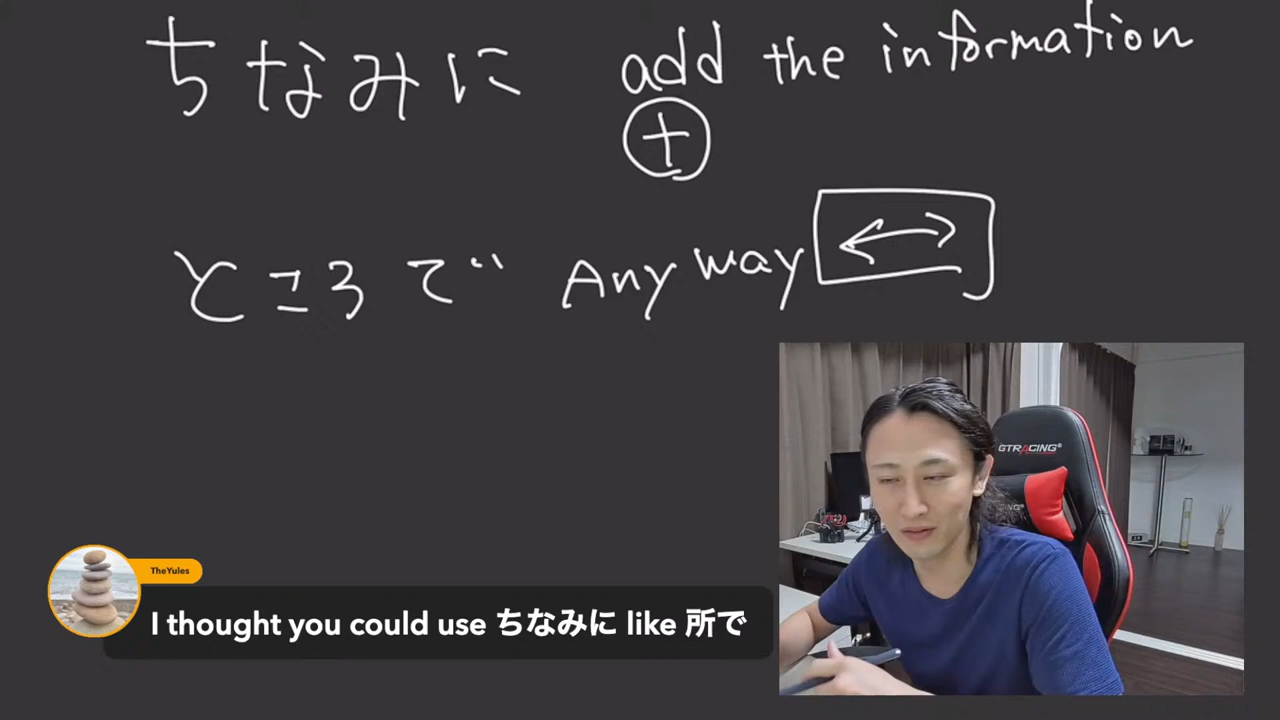 ちなみに add the information
ところで Anyway
TheYules
I thought you could use ちなみに like 所で
GTRACING